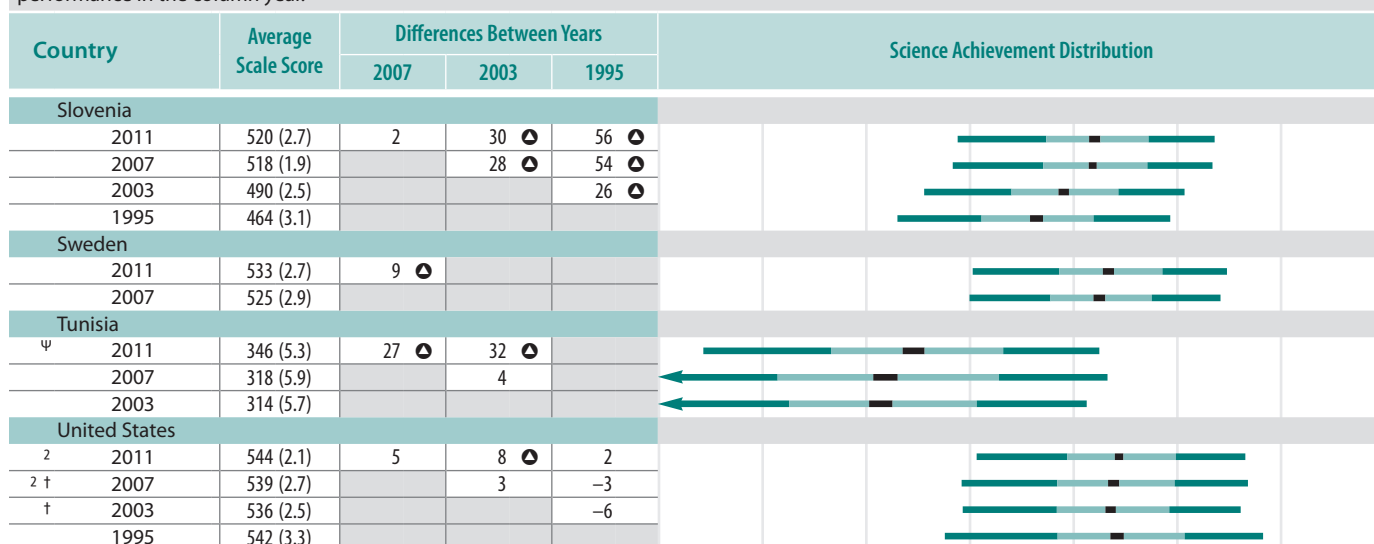 performance in the column year.
Country Average Scale Score Differences Between Years Science Achievement Distribution
2007 2003 1995
Slovenia
2011 520 (2.7) 2 30 56
2007 518 (1.9) 28 54
2003 490 (2.5) 26
1995 464 (3.1)
Sweden
2011 533 (2.7) 9
2007 525 (2.9)
Tunisia
Ψ 2011 346 (5.3) 27 32
2007 318 (5.9) 4
2003 314 (5.7)
United States
2 2011 544 (2.1) 5 8 2
2 † 2007 539 (2.7) 3 –3
† 2003 536 (2.5) –6
1995 542 (3.3)